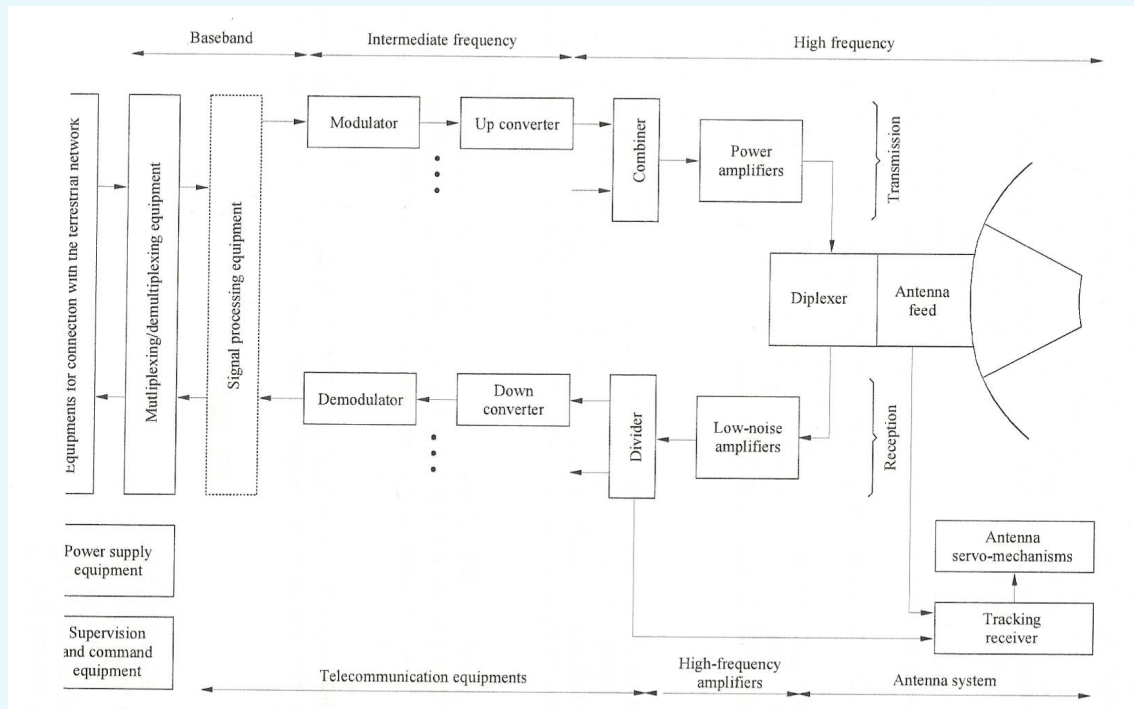 Baseband
Intermediate frequency
High frequency
Equipments for connection with the terrestrial network
Mutliplexing/demultiplexing equipment
Signal processing equipment
Modulator
Up converter
Combiner
Power
amplifiers
Transmission
Diplexer
Antenna
feed
Demodulator
Down
converter
Divider
Low-noise
amplifiers
Reception
Antenna
servo-mechanisms
Tracking
receiver
Power supply
equipment
Supervision
and command
equipment
Telecommunication equipments
High-frequency
amplifiers
Antenna system